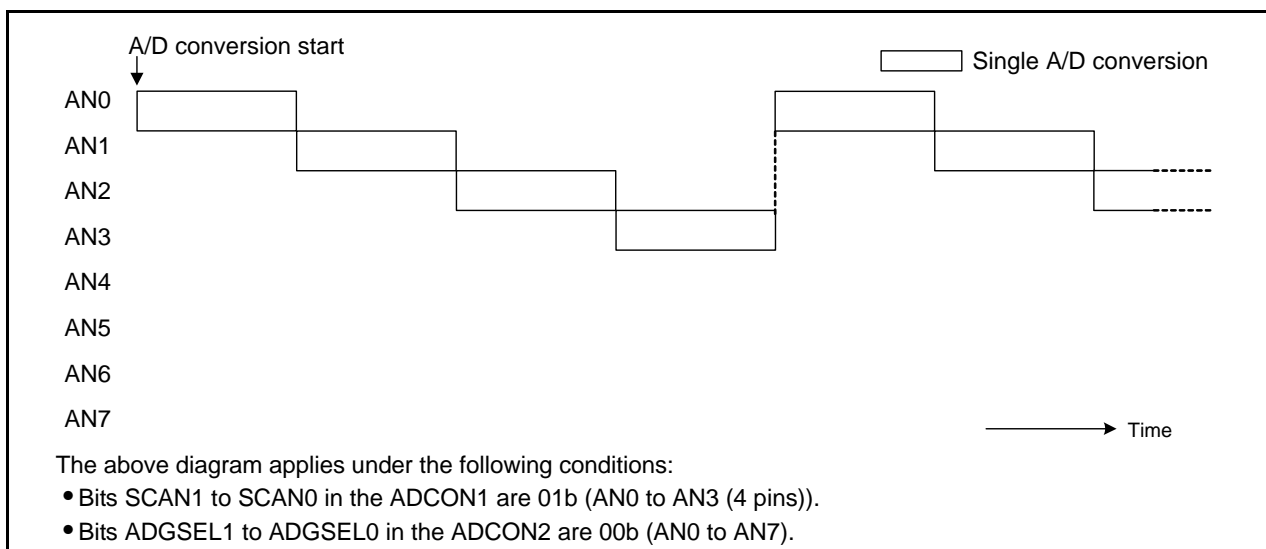 A/D conversion start
Single A/D conversion
AN0
AN1
AN2
AN3
AN4
AN5
AN6
AN7
Time
The above diagram applies under the following conditions:
• Bits SCAN1 to SCAN0 in the ADCON1 are 01b (AN0 to AN3 (4 pins)).
• Bits ADGSEL1 to ADGSEL0 in the ADCON2 are 00b (AN0 to AN7).